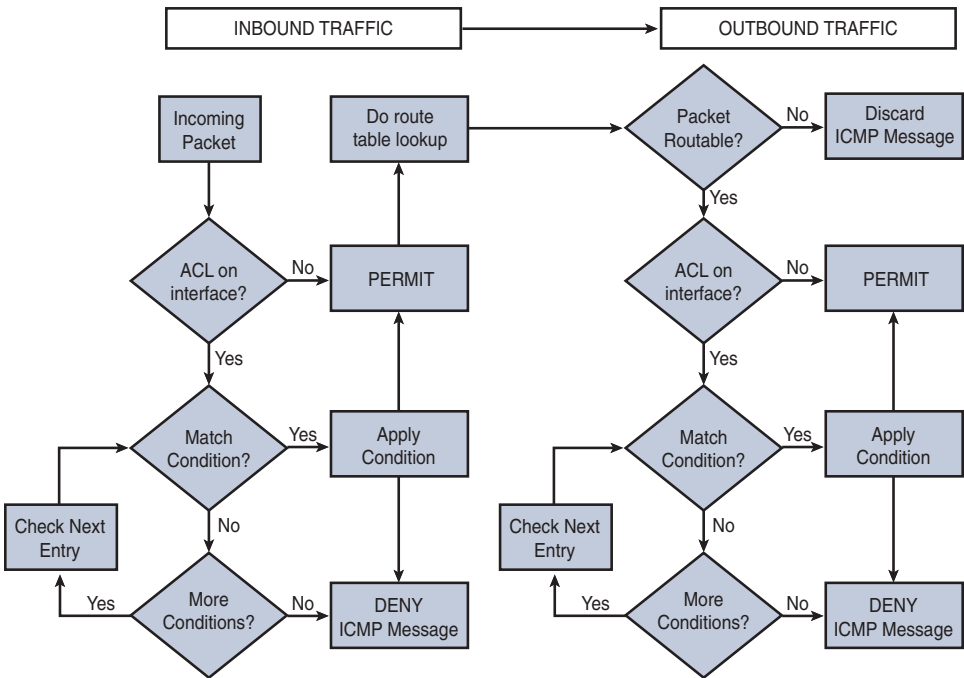 INBOUND TRAFFIC
OUTBOUND TRAFFIC
Incoming
Packet
Do route
table lookup
Packet
Routable?
No
Discard
ICMP Message
Yes
ACL on
interface?
No
PERMIT
ACL on
interface?
No
PERMIT
Yes
Yes
Match
Condition?
Yes
Apply
Condition
Match
Condition?
Yes
Apply
Condition
Check Next
Entry
No
Check Next
Entry
No
Yes
More
Conditions?
No
DENY
ICMP Message
Yes
More
Conditions?
No
DENY
ICMP Message